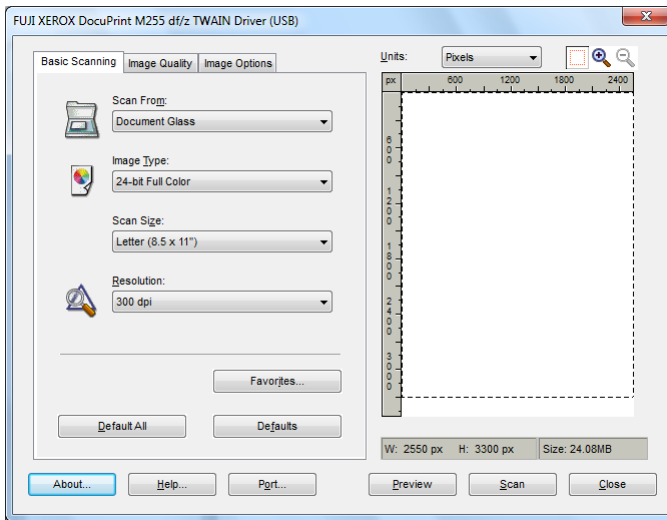 FUJI XEROX DocuPrint M255 df/z TWAIN Driver (USB)
Basic Scanning Image Quality Image Options
Scan From:
Document Glass
Image Type:
24-bit Full Color
Scan Size:
Letter (8.5 x 11")
Resolution:
300 dpi
Favorites...
Default All Defaults
Units: Pixels
px 600 1200 1800 2400
600
1200
1800
2400
3000
W: 2550 px H: 3300 px Size: 24.08MB
About... Help... Port... Preview Scan Close